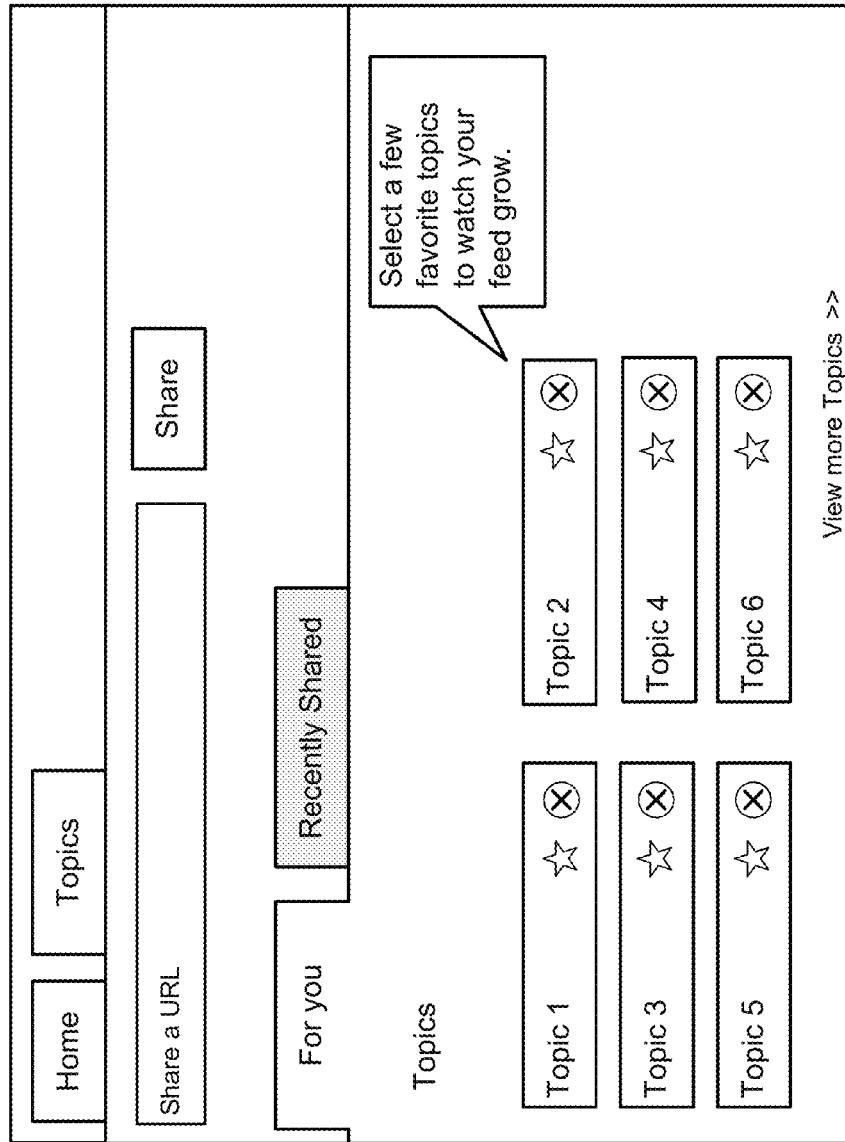 Home
Topics
Share a URL
Share
For you
Recently Shared
Topics
Select a few
favorite topics
to watch your
feed grow.
Topic 1
Topic 2
Topic 3
Topic 4
Topic 5
Topic 6
View more Topics >>